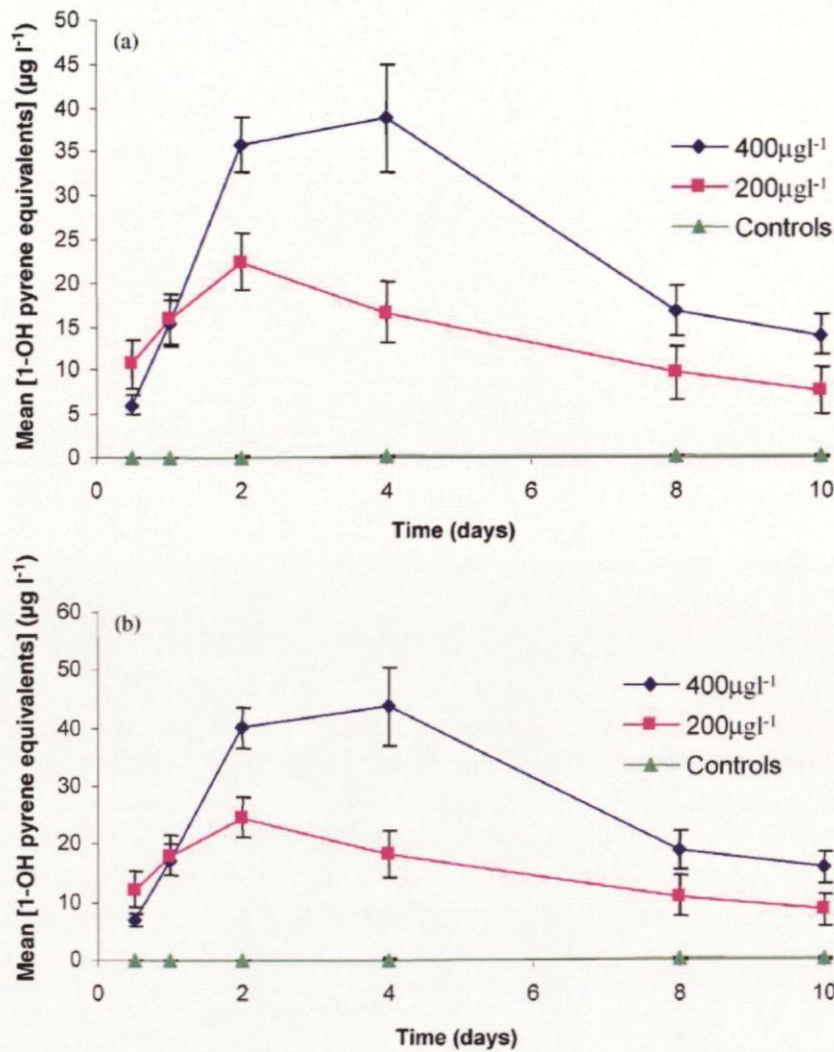 (a)
Mean [1-OH pyrene equivalents] (µg l-1)
50
45
40
35
30
25
20
15
10
5
0
0 2 4 6 8 10
Time (days)
400µgl-1
200µgl-1
Controls
(b)
Mean [1-OH pyrene equivalents] (µg l-1)
60
50
40
30
20
10
0
0 2 4 6 8 10
Time (days)
400µgl-1
200µgl-1
Controls